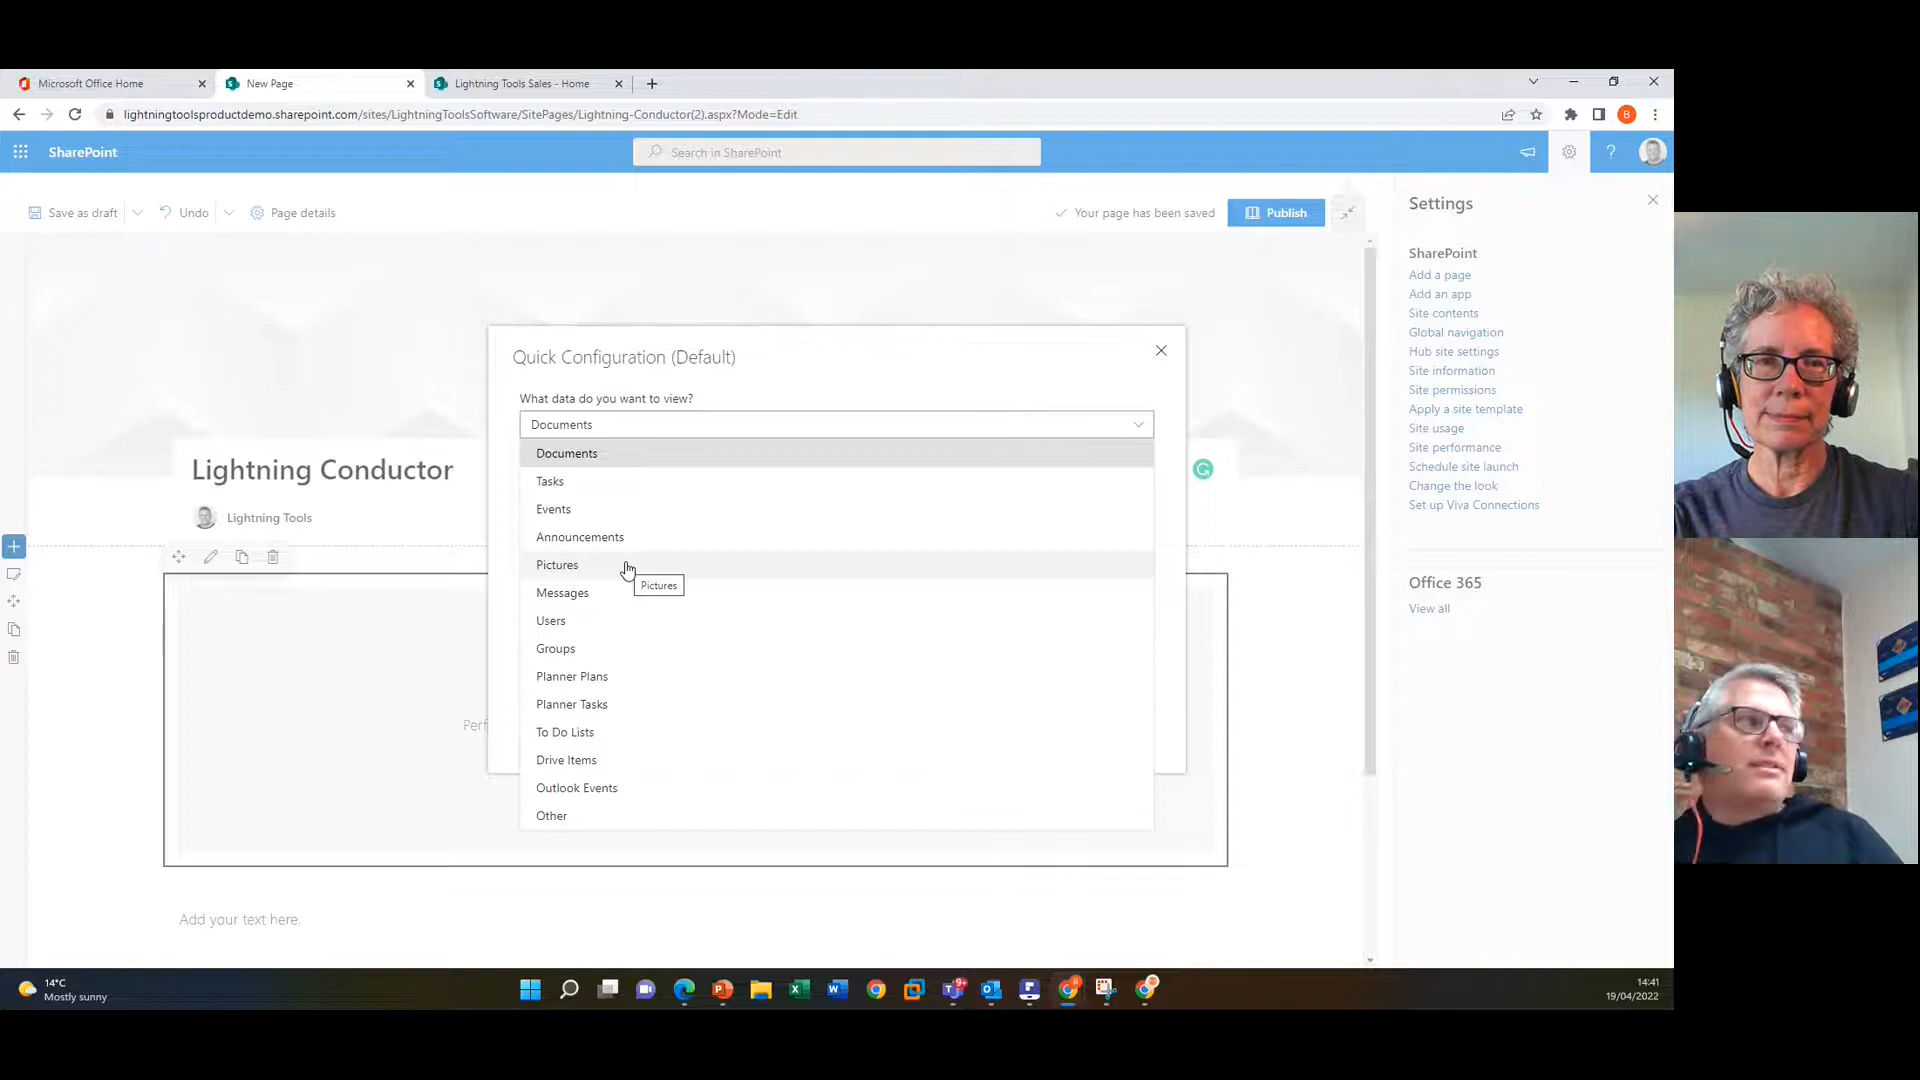 Microsoft Office Home
New Page
Lightning Tools Sales - Home
lightningtoolsproductdemo.sharepoint.com/sites/LightningToolsSoftware/SitePages/Lightning-Conductor(2).aspx?Mode=Edit
B
SharePoint
Search in SharePoint
?
Save as draft
Undo
Page details
Your page has been saved
Publish
Settings
SharePoint
Add a page
Add an app
Site contents
Global navigation
Hub site settings
Site information
Site permissions
Apply a site template
Site usage
Site performance
Schedule site launch
Change the look
Set up Viva Connections
Office 365
View all
Quick Configuration (Default)
What data do you want to view?
Documents
Documents
Tasks
Events
Announcements
Pictures
Pictures
Messages
Users
Groups
Planner Plans
Planner Tasks
To Do Lists
Drive Items
Outlook Events
Other
Lightning Conductor
Lightning Tools
Perf
Add your text here.
14°C
Mostly sunny
9+
14:41
19/04/2022